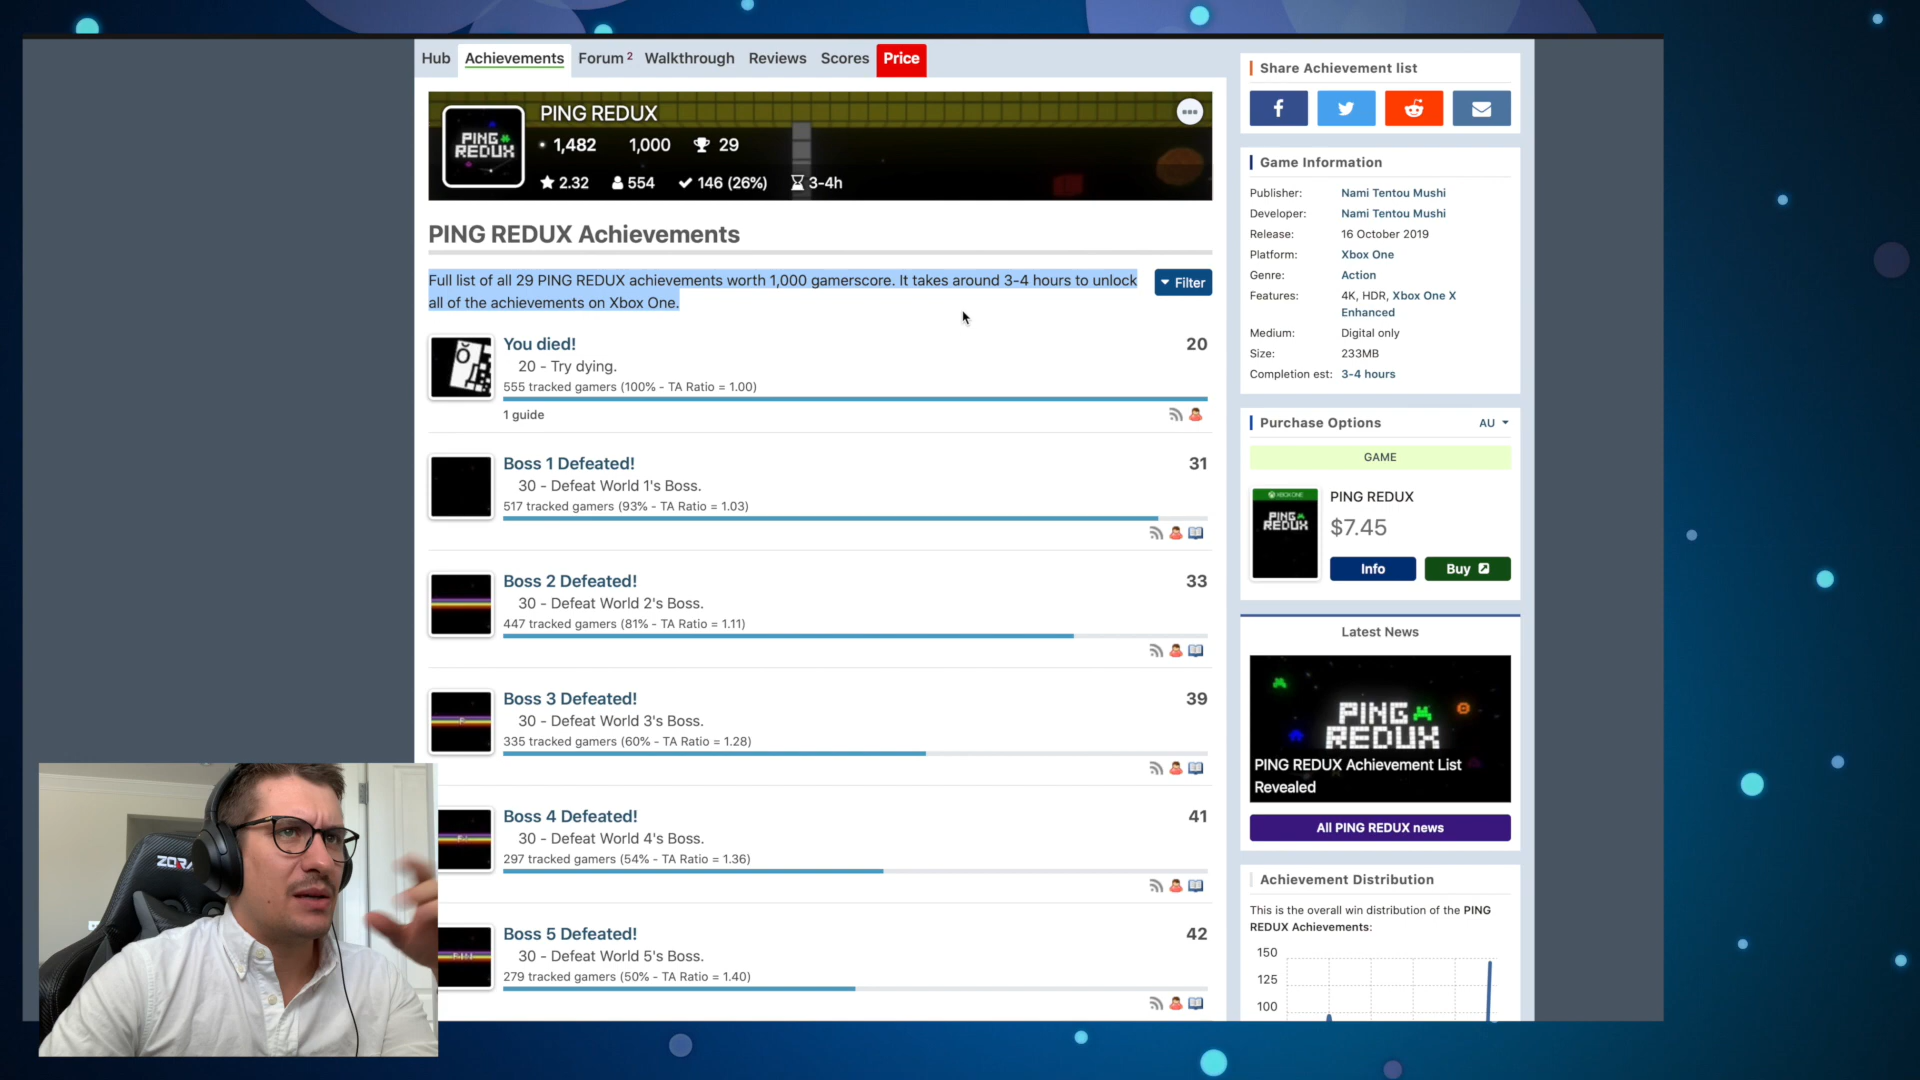 Hub Achievements Forum 2 Walkthrough Reviews Scores Price
PING REDUX
1,482 1,000 29
2.32 554 146 (26%) 3-4h
PING REDUX
PING REDUX Achievements
Full list of all 29 PING REDUX achievements worth 1,000 gamerscore. It takes around 3-4 hours to unlock
all of the achievements on Xbox One.
Filter
You died! 20
20 - Try dying.
555 tracked gamers (100% - TA Ratio = 1.00)
1 guide
Boss 1 Defeated! 31
30 - Defeat World 1's Boss.
517 tracked gamers (93% - TA Ratio = 1.03)
Boss 2 Defeated! 33
30 - Defeat World 2's Boss.
447 tracked gamers (81% - TA Ratio = 1.11)
Boss 3 Defeated! 39
30 - Defeat World 3's Boss.
335 tracked gamers (60% - TA Ratio = 1.28)
Boss 4 Defeated! 41
30 - Defeat World 4's Boss.
297 tracked gamers (54% - TA Ratio = 1.36)
Boss 5 Defeated! 42
30 - Defeat World 5's Boss.
279 tracked gamers (50% - TA Ratio = 1.40)
Share Achievement list
Game Information
Publisher: Nami Tentou Mushi
Developer: Nami Tentou Mushi
Release: 16 October 2019
Platform: Xbox One
Genre: Action
Features: 4K, HDR, Xbox One X
Enhanced
Medium: Digital only
Size: 233MB
Completion est: 3-4 hours
Purchase Options AU
GAME
XBOX ONE
PING REDUX
PING REDUX
$7.45
Info Buy
Latest News
PING REDUX
PING REDUX Achievement List
Revealed
All PING REDUX news
Achievement Distribution
This is the overall win distribution of the PING
REDUX Achievements:
150
125
100